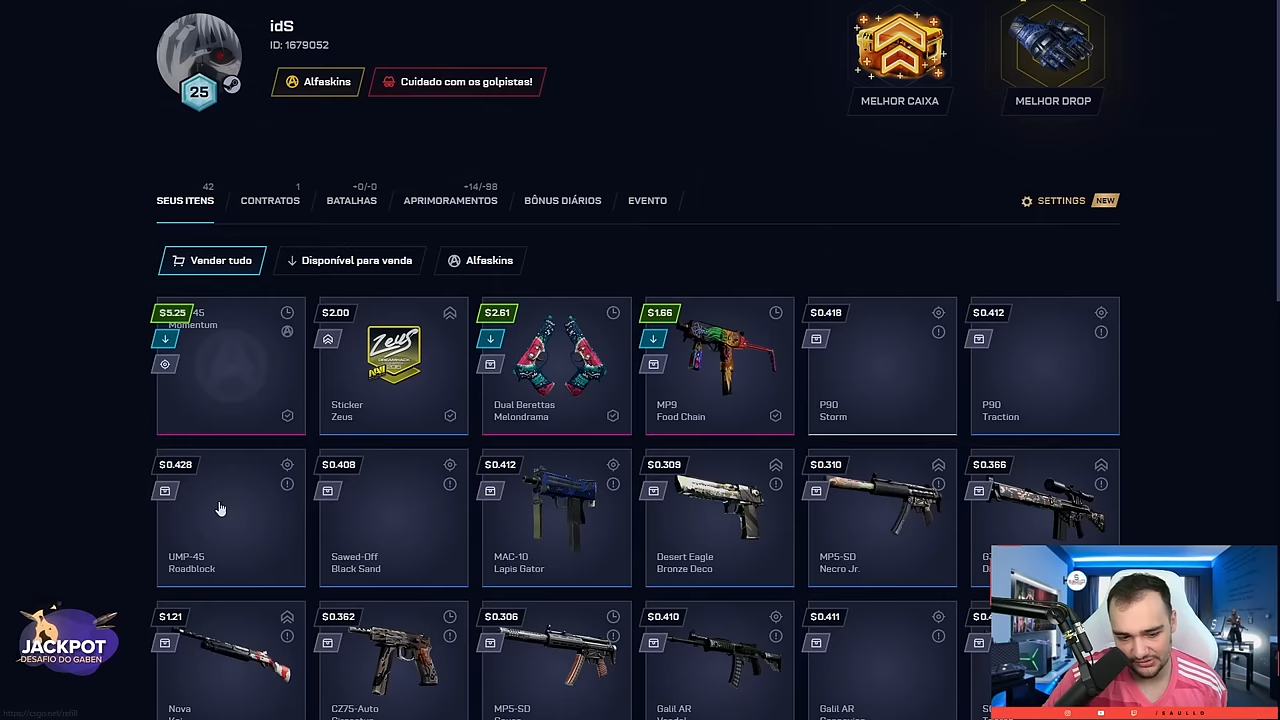 idS
ID: 1679052
25
Alfaskins
Cuidado com os golpistas!
MELHOR CAIXA
MELHOR DROP
42
SEUS ITENS
1
CONTRATOS
+0/-0
BATALHAS
+14/-98
PRIMORAMENTOS
BÔNUS DIÁRIOS
EVENTO
SETTINGS
NEW
Vender tudo
Disponível para venda
Alfaskins
$5.25
-45
Momentum
$2.00
Zeus
Sticker
Zeus
$2.61
Dual Berettas
Melondrama
$1.66
MP9
Food Chain
$0.418
P90
Storm
$0.412
P90
Traction
$0.428
UMP-45
Roadblock
$0.408
Sawed-Off
Black Sand
$0.412
MAC-10
Lapis Gator
$0.309
Desert Eagle
Bronze Deco
$0.310
MP5-SD
Necro Jr.
$0.366
$1.21
Nova
$0.362
CZ75-Auto
$0.306
MP5-SD
$0.410
Galil AR
$0.411
Galil AR
JACKPOT
DESAFIO DO GABEN
/SAULLO